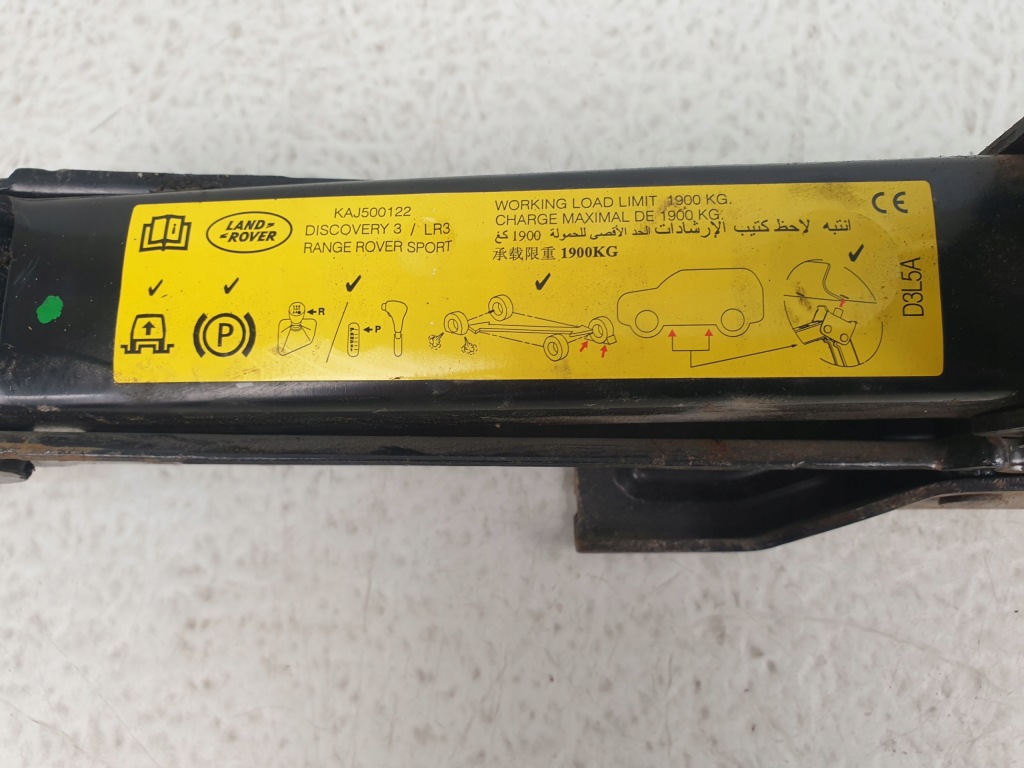 LAND-
-ROVER
KAJ500122
DISCOVERY 3 / LR3
RANGE ROVER SPORT
WORKING LOAD LIMIT 1900 KG.
CHARGE MAXIMAL DE 1900 KG.
انتبه لاحظ كتيب الإرشادات الحد الأقصى للحمولة 1900 كغ
承载限重 1900KG
CE
D3L5A
P
R
P